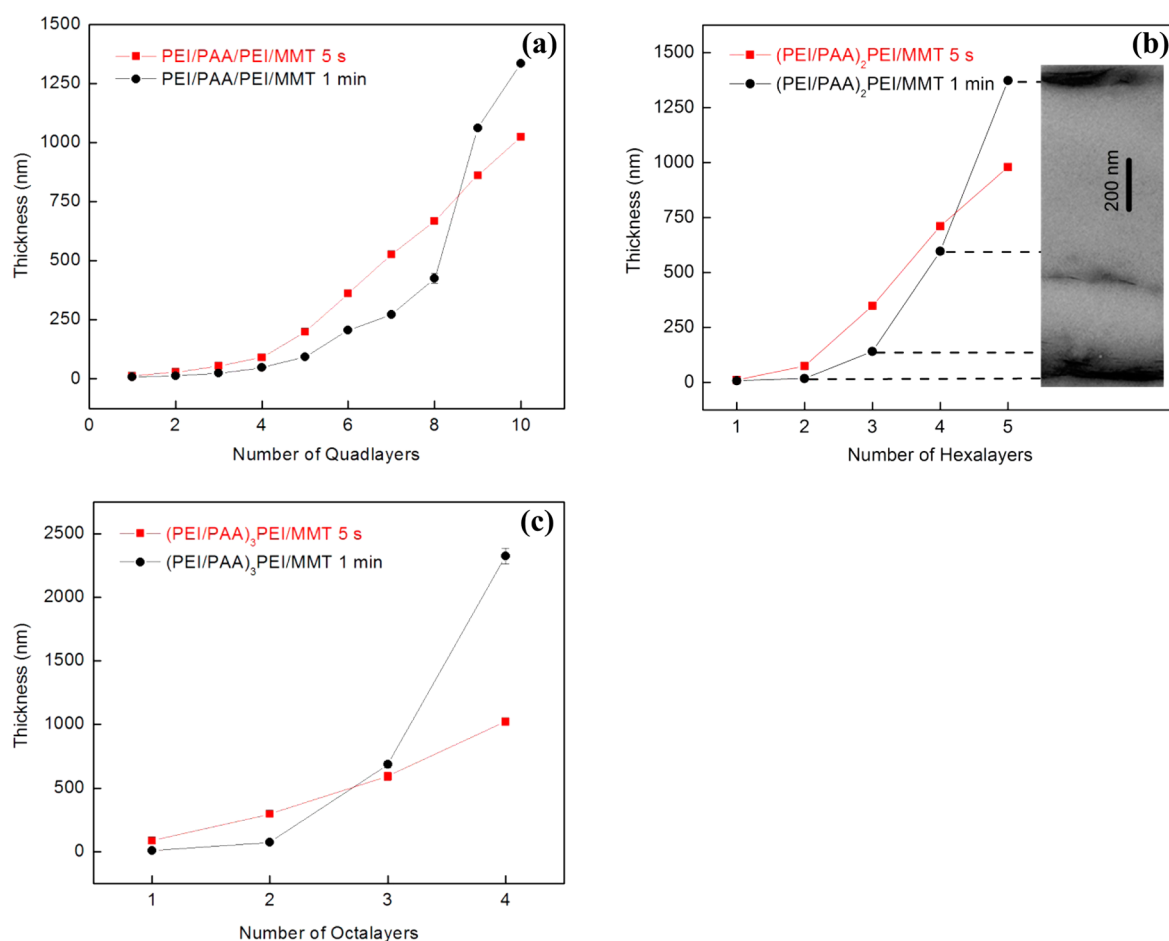 (a)
PEI/PAA/PEI/MMT 5 s
PEI/PAA/PEI/MMT 1 min
1500
1250
1000
750
500
250
0
Thickness (nm)
0 2 4 6 8 10
Number of Quadlayers
(b)
(PEI/PAA)₂PEI/MMT 5 s
(PEI/PAA)₂PEI/MMT 1 min
1500
1250
1000
750
500
250
0
Thickness (nm)
200 nm
1 2 3 4 5
Number of Hexalayers
(c)
(PEI/PAA)₃PEI/MMT 5 s
(PEI/PAA)₃PEI/MMT 1 min
2500
2000
1500
1000
500
0
Thickness (nm)
1 2 3 4
Number of Octalayers